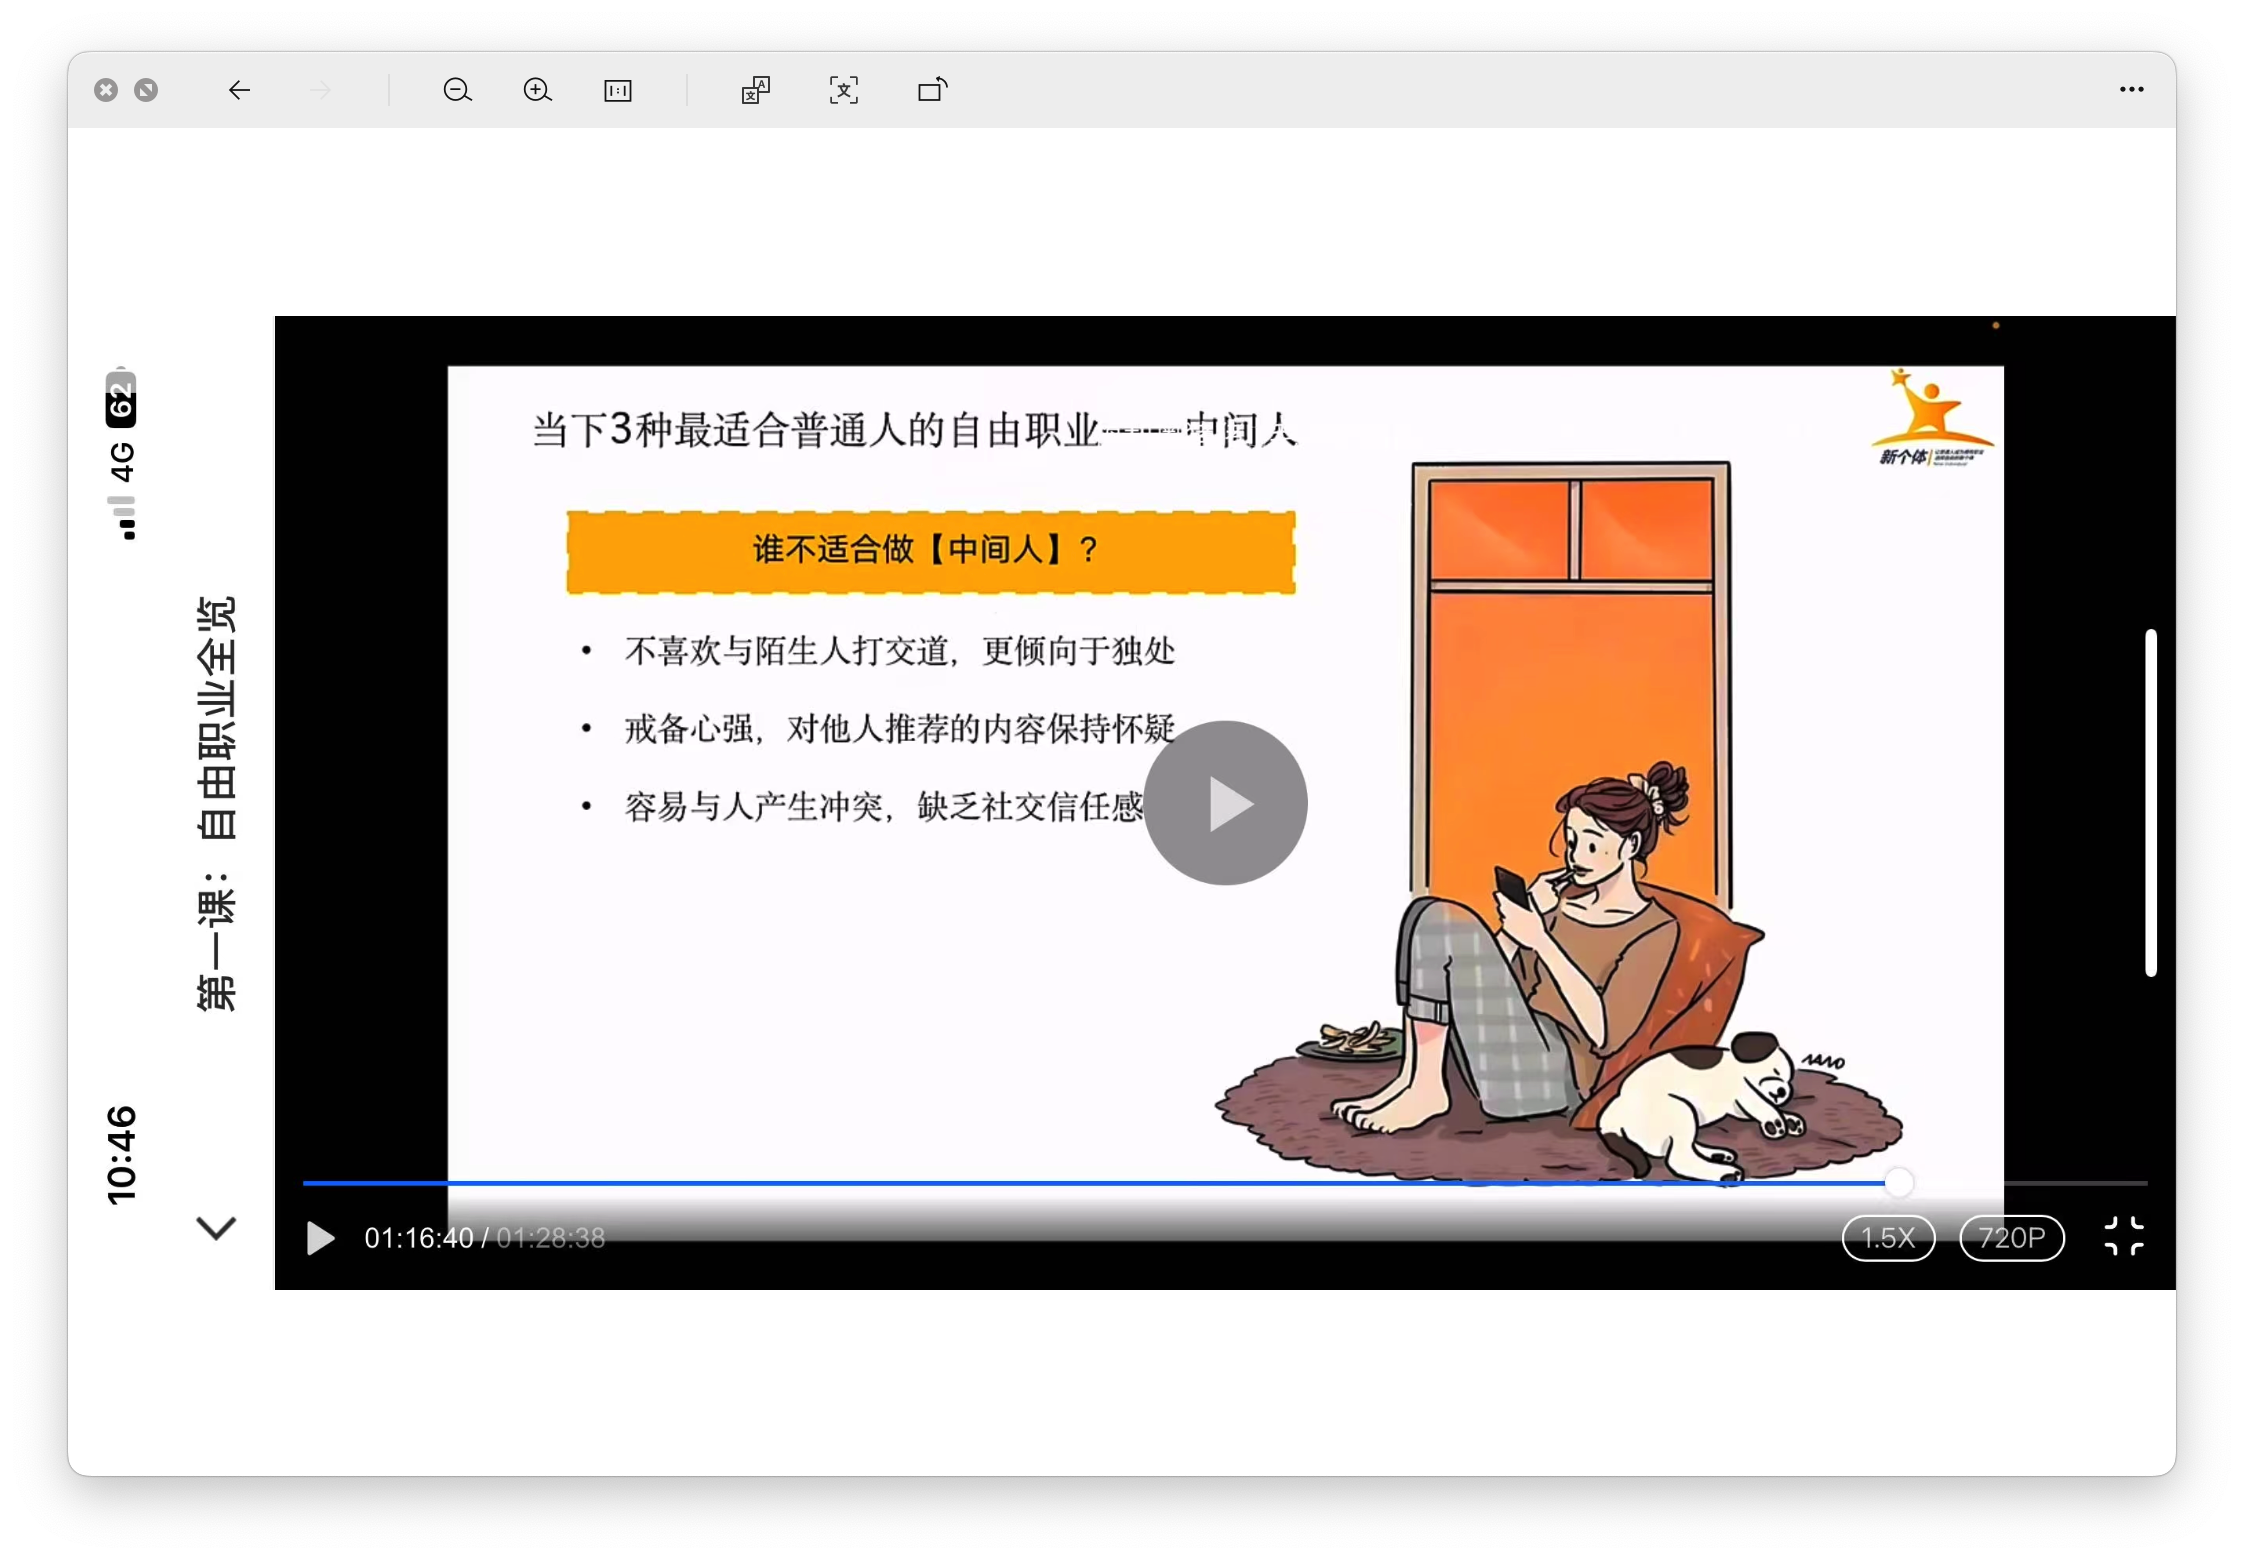 10:46
4G 62
第一课：自由职业全览
当下3种最适合普通人的自由职业——中间人
新个体
谁不适合做【中间人】？
• 不喜欢与陌生人打交道，更倾向于独处
• 戒备心强，对他人推荐的内容保持怀疑
• 容易与人产生冲突，缺乏社交信任感
01:16:40 / 01:28:38
1.5X
720P